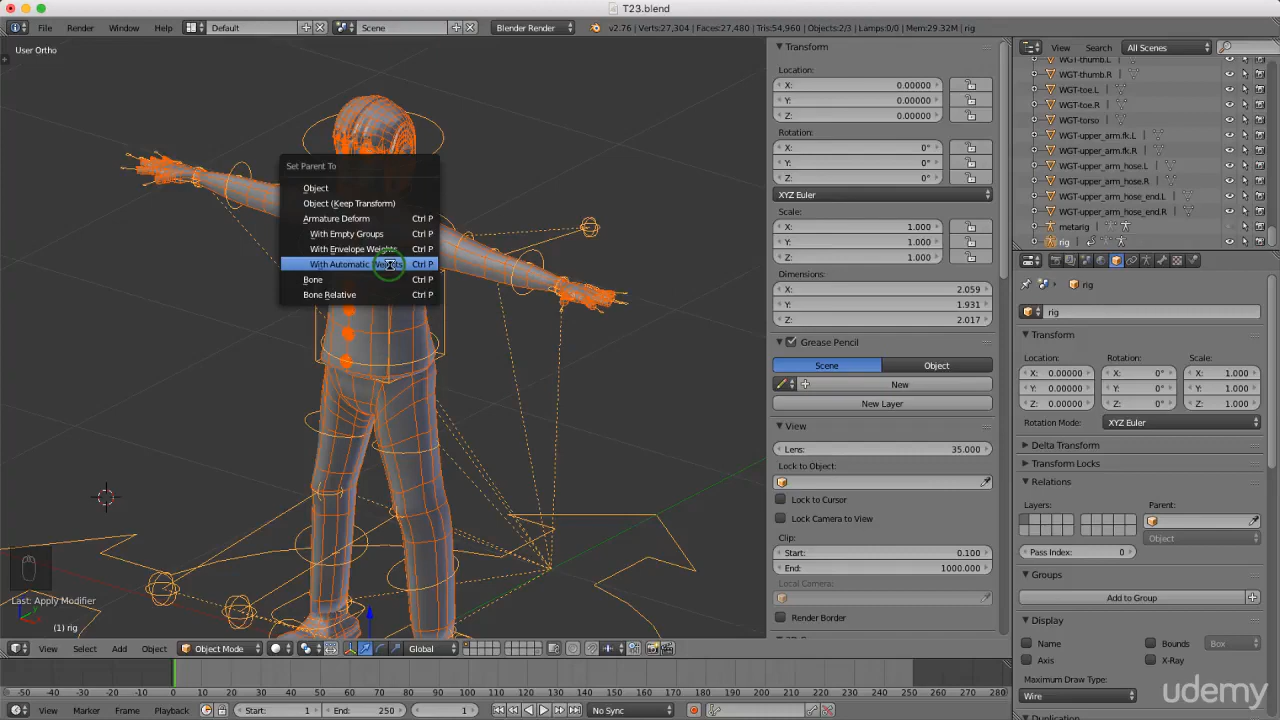 T23.blend
File Render Window Help Default Scene Blender Render v2.76 | Verts:27,304 | Faces:27,480 | Tris:54,960 | Objects:2/3 | Lamps:0/0 | Mem:29.32M | rig
User Ortho
Set Parent To
Object
Object (Keep Transform)
Armature Deform Ctrl P
With Empty Groups Ctrl P
With Envelope Weights Ctrl P
With Automatic Weights Ctrl P
Bone Ctrl P
Bone Relative Ctrl P
Last: Apply Modifier
(1) rig
View Select Add Object Object Mode Global
Transform
Location:
X: 0.00000
Y: 0.00000
Z: 0.00000
Rotation:
X: 0°
Y: 0°
Z: 0°
XYZ Euler
Scale:
X: 1.000
Y: 1.000
Z: 1.000
Dimensions:
X: 2.059
Y: 1.931
Z: 2.017
Grease Pencil
Scene Object
New
New Layer
View
Lens: 35.000
Lock to Object:
Lock to Cursor
Lock Camera to View
Clip:
Start: 0.100
End: 1000.000
Local Camera:
Render Border
View Search All Scenes
WGT-thumb.L
WGT-thumb.R
WGT-toe.L
WGT-toe.R
WGT-torso
WGT-upper_arm.fk.L
WGT-upper_arm.fk.R
WGT-upper_arm_hose.L
WGT-upper_arm_hose.R
WGT-upper_arm_hose_end.L
WGT-upper_arm_hose_end.R
metarig
rig
rig
rig
Transform
Location: Rotation: Scale:
X: 0.00000 X: 0° X: 1.000
Y: 0.00000 Y: 0° Y: 1.000
Z: 0.00000 Z: 0° Z: 1.000
Rotation Mode: XYZ Euler
Delta Transform
Transform Locks
Relations
Layers: Parent:
Object
Pass Index: 0
Groups
Add to Group
Display
Name Bounds Box
Axis X-Ray
Maximum Draw Type:
Wire
Duplication
-50 -40 -30 -20 -10 0 10 20 30 40 50 60 70 80 90 100 110 120 130 140 150 160 170 180 190 200 210 220 230 240 250 260 270 280
View Marker Frame Playback Start: 1 End: 250 1 No Sync
udemy